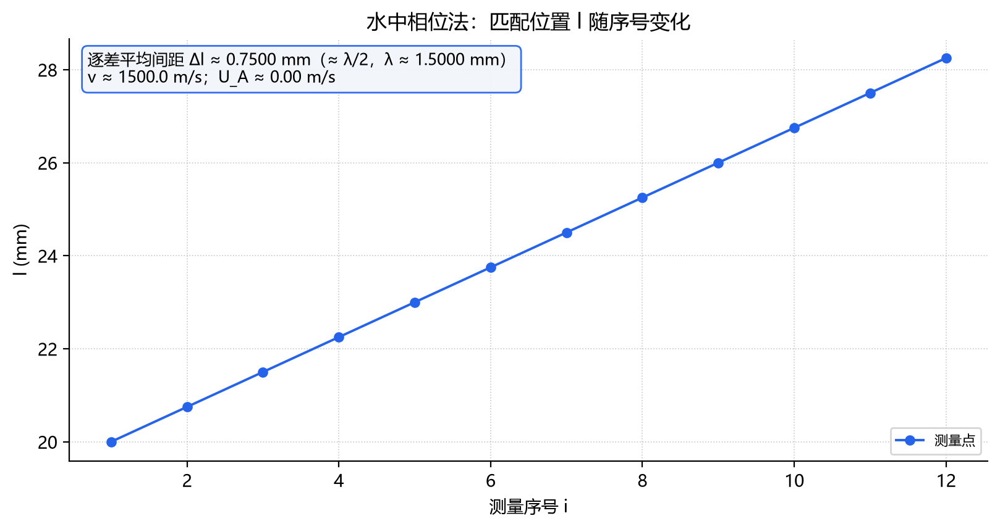 水中相位法：匹配位置 l 随序号变化
逐差平均间距 Δl ≈ 0.7500 mm（≈ λ/2，λ ≈ 1.5000 mm）
v ≈ 1500.0 m/s；U_A ≈ 0.00 m/s
28
26
24
22
20
l (mm)
测量点
2 4 6 8 10 12
测量序号 i